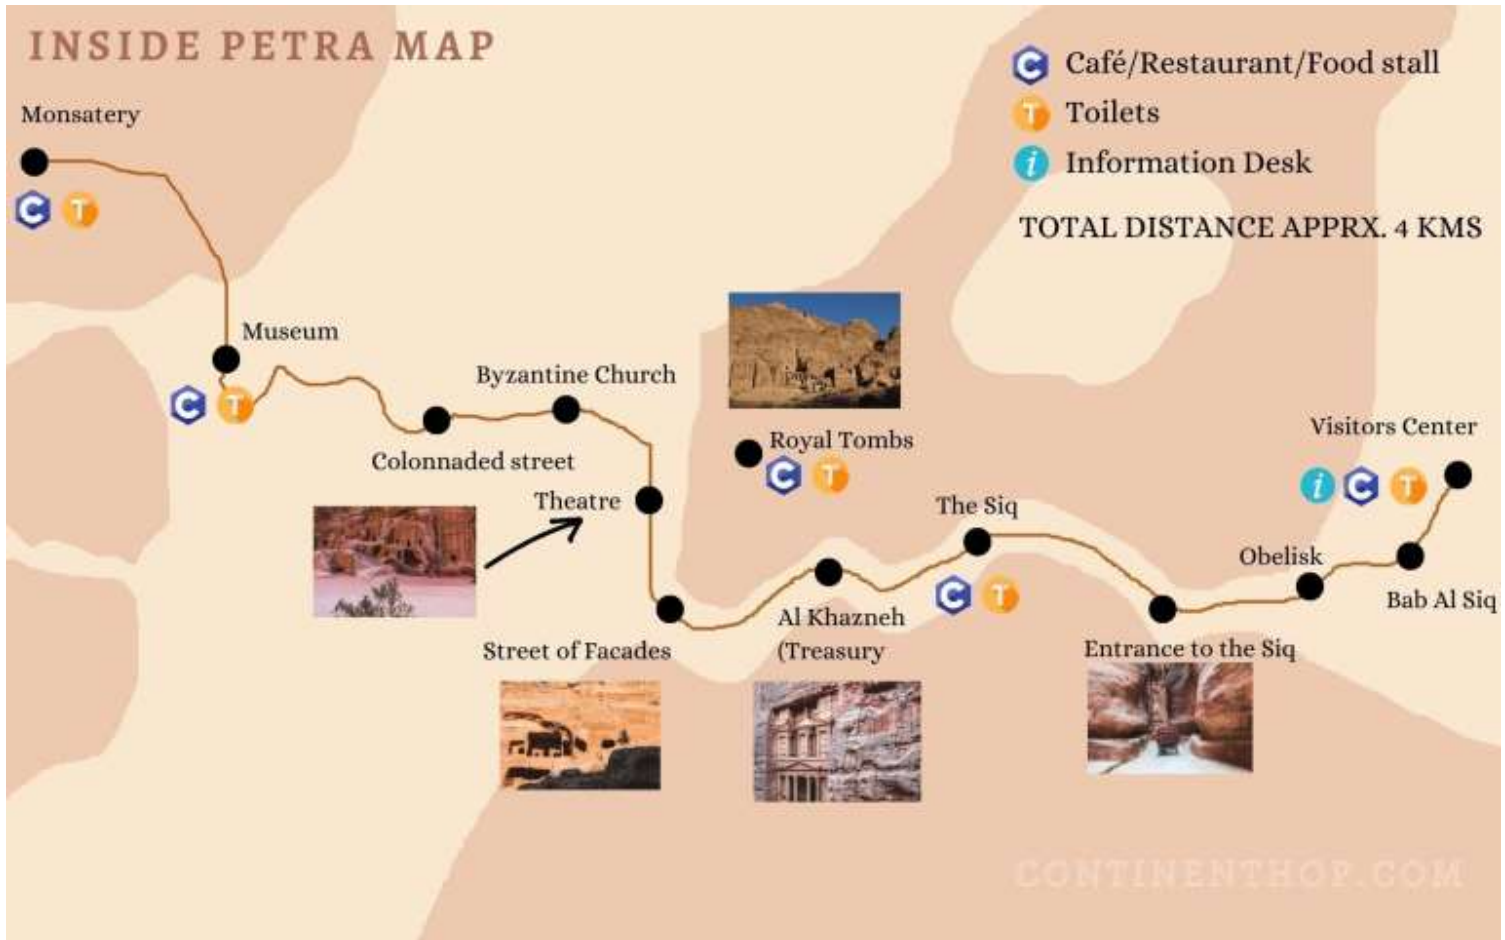 INSIDE PETRA MAP
C Café/Restaurant/Food stall
T Toilets
i Information Desk
TOTAL DISTANCE APPRX. 4 KMS
Monsatery
C T
Museum
C T
Byzantine Church
Colonnaded street
Theatre
Royal Tombs
C T
Visitors Center
i C T
The Siq
C T
Obelisk
Bab Al Siq
Al Khazneh
(Treasury
Street of Facades
Entrance to the Siq
CONTINENTHOP.COM